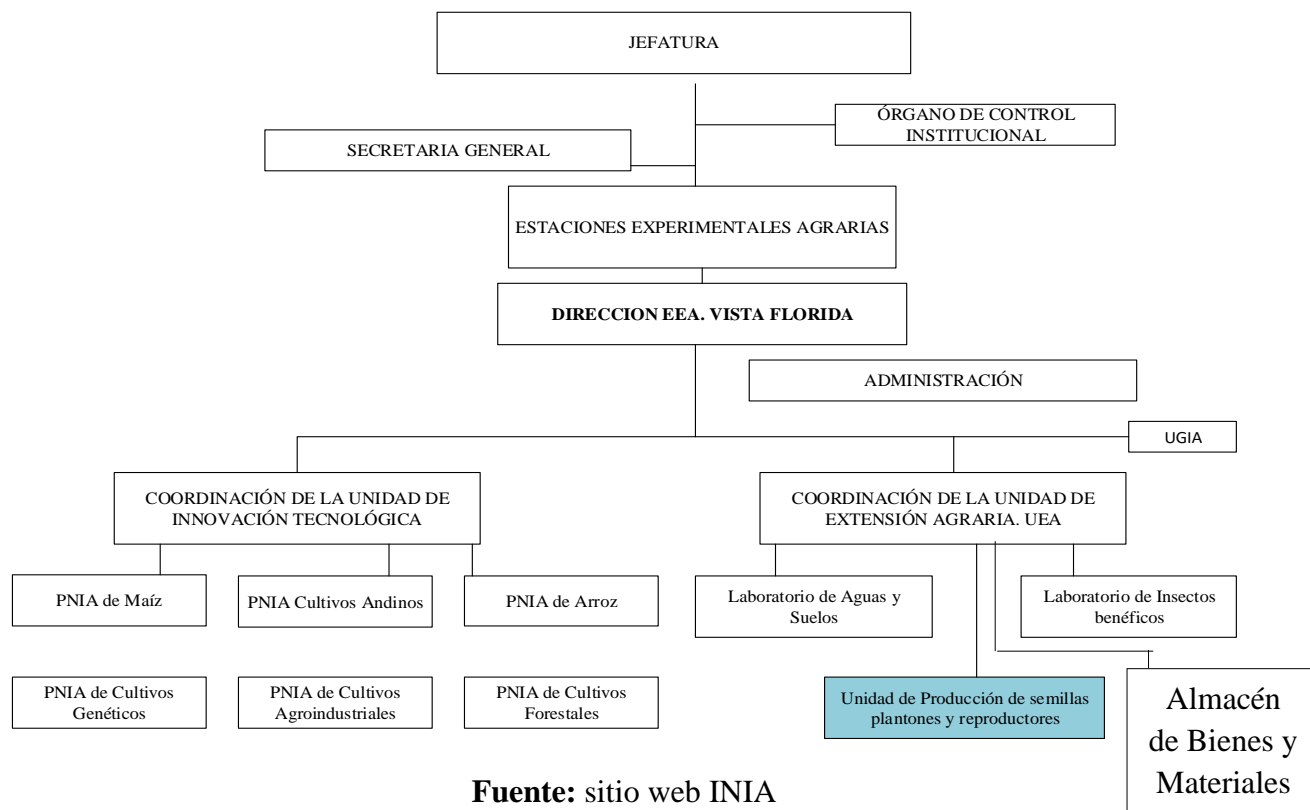 JEFATURA
ÓRGANO DE CONTROL
INSTITUCIONAL
SECRETARIA GENERAL
ESTACIONES EXPERIMENTALES AGRARIAS
DIRECCION EEA. VISTA FLORIDA
ADMINISTRACIÓN
UGIA
COORDINACIÓN DE LA UNIDAD DE
INNOVACIÓN TECNOLÓGICA
COORDINACIÓN DE LA UNIDAD DE
EXTENSIÓN AGRARIA. UEA
PNIA de Maíz
PNIA Cultivos Andinos
PNIA de Arroz
Laboratorio de Aguas y
Suelos
Laboratorio de Insectos
benéficos
PNIA de Cultivos
Genéticos
PNIA de Cultivos
Agroindustriales
PNIA de Cultivos
Forestales
Unidad de Producción de semillas
plantones y reproductores
Almacén
de Bienes y
Materiales
Fuente: sitio web INIA